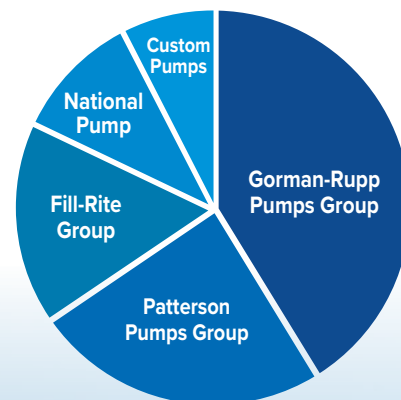 Custom
Pumps
National
Pump
Gorman-Rupp
Pumps Group
Fill-Rite
Group
Patterson
Pumps Group